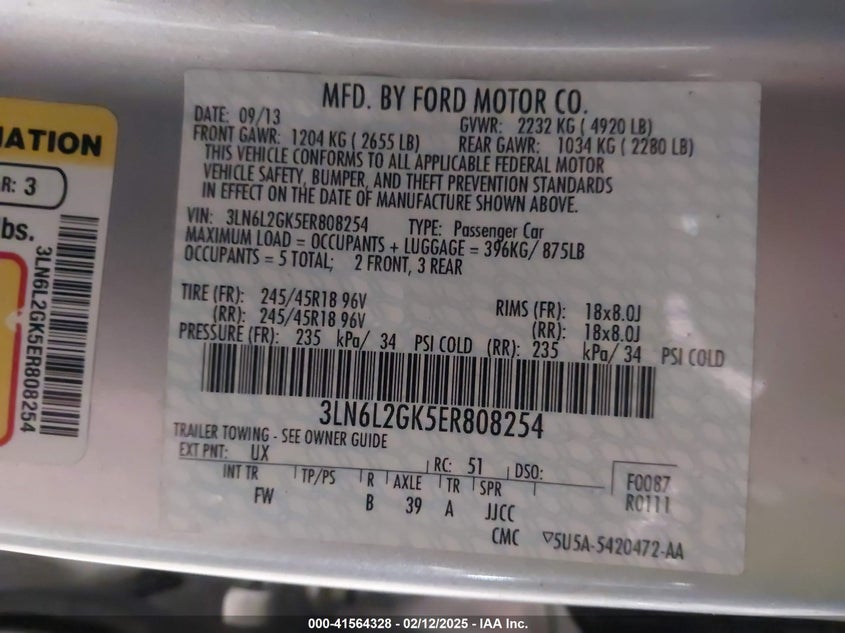 MFD. BY FORD MOTOR CO.
DATE: 09/13 GVWR: 2232 KG ( 4920 LB)
FRONT GAWR: 1204 KG ( 2655 LB) REAR GAWR: 1034 KG ( 2280 LB)
THIS VEHICLE CONFORMS TO ALL APPLICABLE FEDERAL MOTOR
VEHICLE SAFETY, BUMPER, AND THEFT PREVENTION STANDARDS
IN EFFECT ON THE DATE OF MANUFACTURE SHOWN ABOVE.
VIN: 3LN6L2GK5ER808254 TYPE: Passenger Car
MAXIMUM LOAD = OCCUPANTS + LUGGAGE = 396KG/ 875LB
OCCUPANTS = 5 TOTAL; 2 FRONT, 3 REAR
TIRE (FR): 245/45R18 96V RIMS (FR): 18x8.0J
(RR): 245/45R18 96V (RR): 18x8.0J
PRESSURE (FR): 235 kPa/ 34 PSI COLD (RR): 235 kPa/ 34 PSI COLD
3LN6L2GK5ER808254
TRAILER TOWING - SEE OWNER GUIDE
EXT PNT: UX RC: 51 DSO: F0087
INT TR TP/PS R AXLE TR SPR R0111
FW B 39 A JJCC
CMC ▽5U5A-5420472-AA
MATION
R: 3
lbs.
3LN6L2GK5ER808254
000-41564328 - 02/12/2025 - IAA Inc.